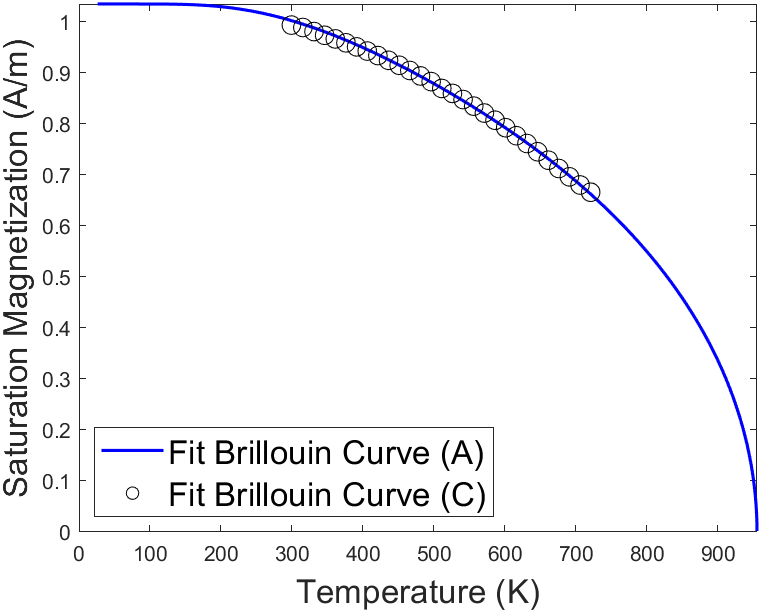 Saturation Magnetization (A/m)
1
0.9
0.8
0.7
0.6
0.5
0.4
0.3
0.2
0.1
0
Fit Brillouin Curve (A)
Fit Brillouin Curve (C)
0 100 200 300 400 500 600 700 800 900
Temperature (K)